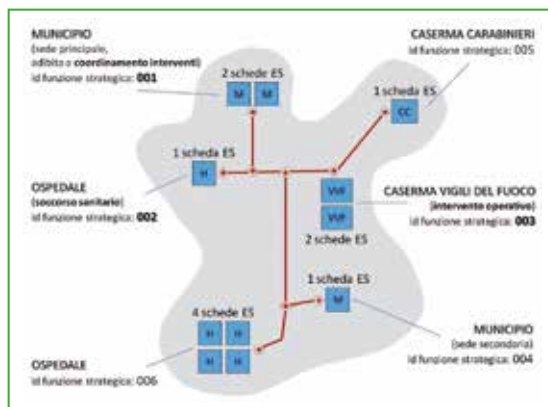 MUNICIPIO
(sede principale,
adibito a coordinamento interventi)
id funzione strategica: 001
2 schede ES
M M
CASERMA CARABINIERI
id funzione strategica: 005
1 scheda ES
CC
1 scheda ES
H
OSPEDALE
(soccorso sanitario)
id funzione strategica: 002
VVF
VVF
2 schede ES
CASERMA VIGILI DEL FUOCO
(intervento operativo)
id funzione strategica: 003
1 scheda ES
M
MUNICIPIO
(sede secondaria)
id funzione strategica: 004
4 schede ES
H H
H H
OSPEDALE
id funzione strategica: 006